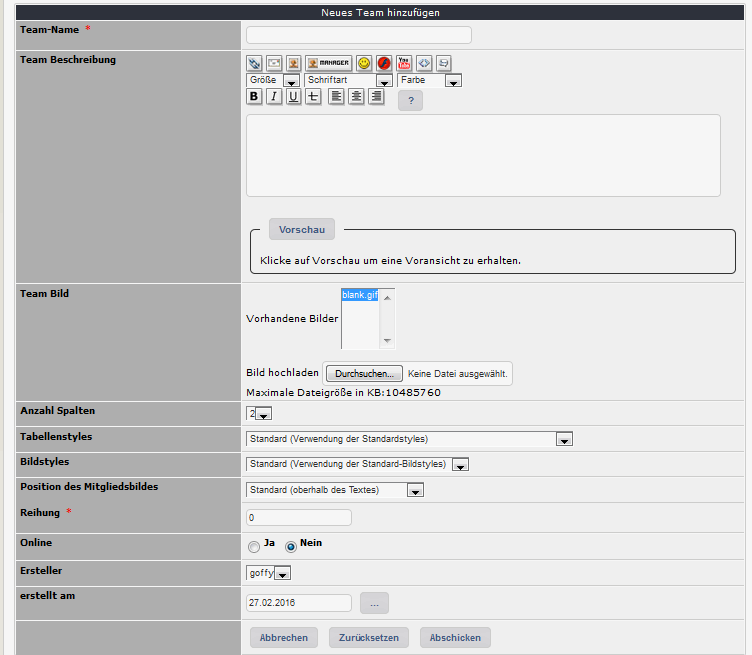 Neues Team hinzufügen
Team-Name *
Team Beschreibung
MANAGER You Tube
Größe Schriftart Farbe
B I U T ?
Vorschau
Klicke auf Vorschau um eine Voransicht zu erhalten.
Team Bild
blank.gif
Vorhandene Bilder
Bild hochladen Durchsuchen... Keine Datei ausgewählt.
Maximale Dateigröße in KB:10485760
Anzahl Spalten 2
Tabellenstyles Standard (Verwendung der Standardstyles)
Bildstyles Standard (Verwendung der Standard-Bildstyles)
Position des Mitgliedsbildes Standard (oberhalb des Textes)
Reihung * 0
Online Ja Nein
Ersteller goffy
erstellt am 27.02.2016 ...
Abbrechen Zurücksetzen Abschicken